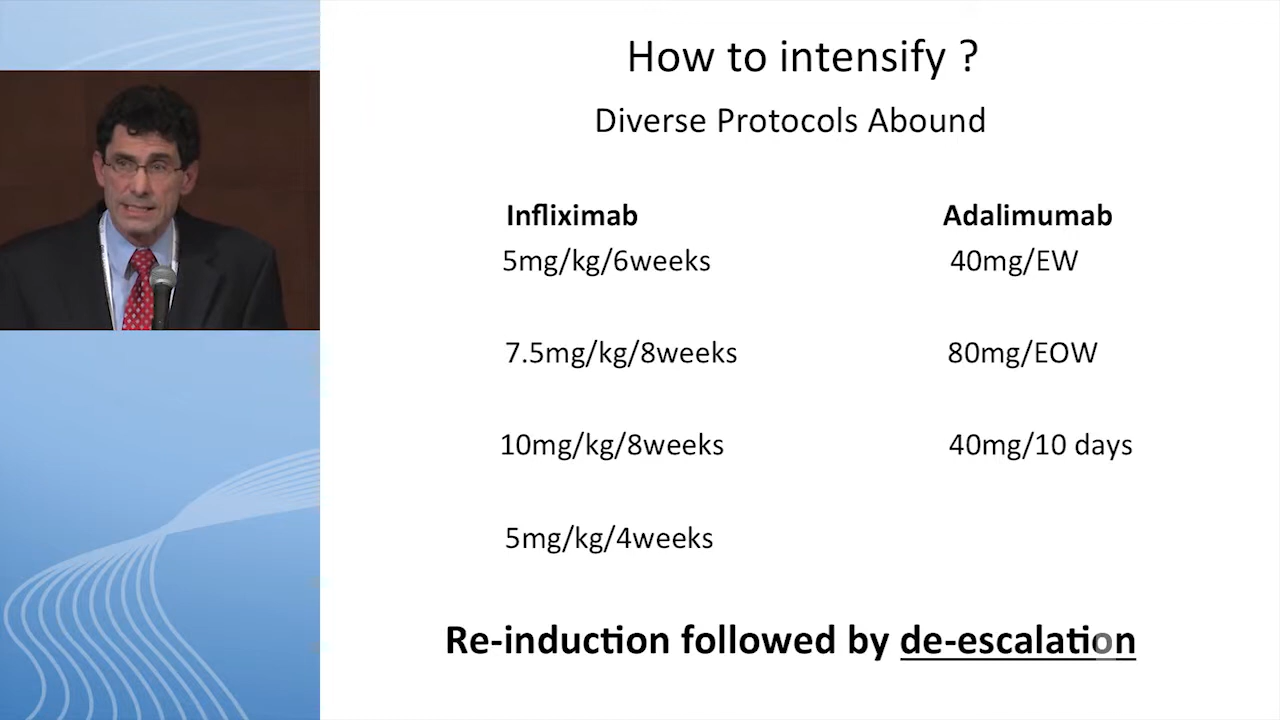 How to intensify ?
Diverse Protocols Abound
Infliximab
5mg/kg/6weeks
7.5mg/kg/8weeks
10mg/kg/8weeks
5mg/kg/4weeks
Adalimumab
40mg/EW
80mg/EOW
40mg/10 days
Re-induction followed by de-escalation